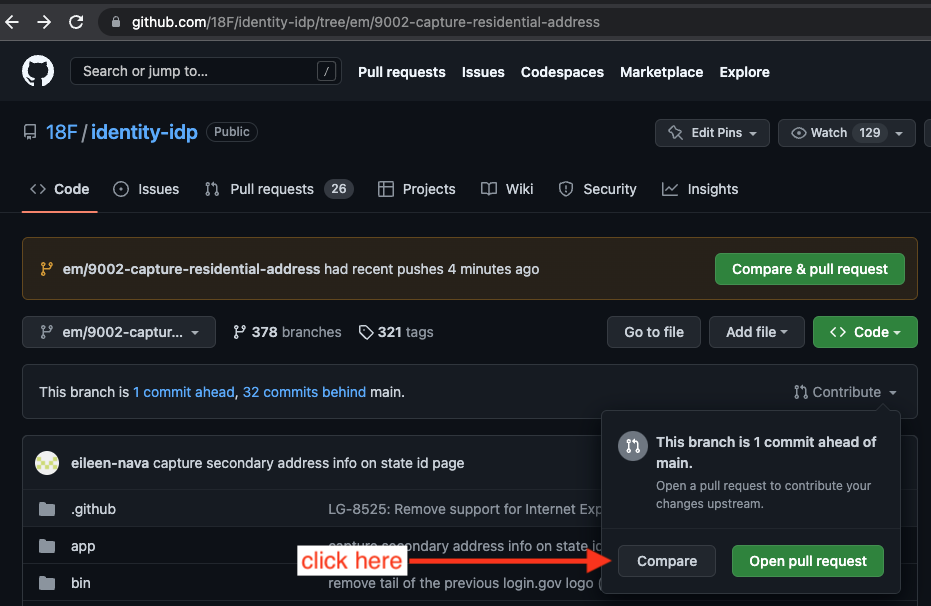 github.com/18F/identity-idp/tree/em/9002-capture-residential-address
Search or jump to... /
Pull requests Issues Codespaces Marketplace Explore
18F / identity-idp Public
Edit Pins Watch 129
Code Issues Pull requests 26 Projects Wiki Security Insights
em/9002-capture-residential-address had recent pushes 4 minutes ago
Compare & pull request
em/9002-captur... 378 branches 321 tags
Go to file Add file Code
This branch is 1 commit ahead, 32 commits behind main.
Contribute
This branch is 1 commit ahead of
main.
Open a pull request to contribute your
changes upstream.
Compare Open pull request
eileen-nava capture secondary address info on state id page
.github LG-8525: Remove support for Internet Exp
app capture secondary address info on state id
click here
bin remove tail of the previous login.gov logo (